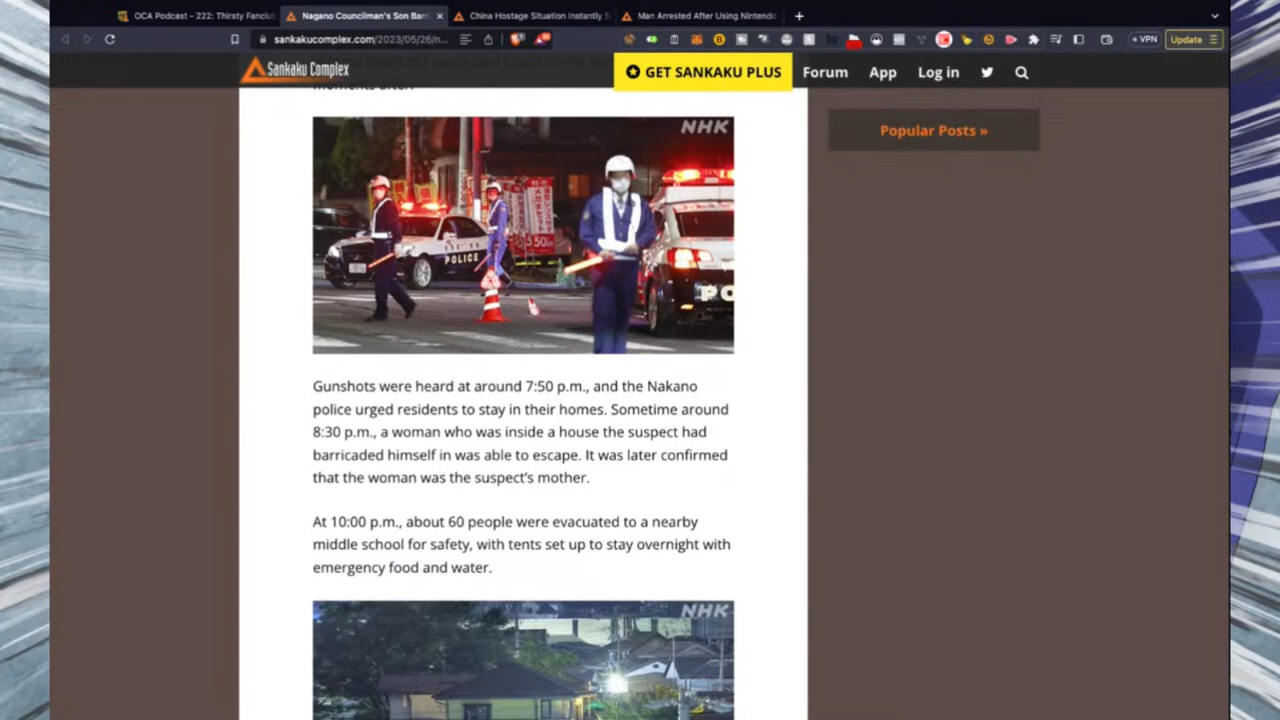 OCA Podcast – 222: Thirsty Fanclu
Nagano Councilman's Son Barri
China Hostage Situation Instantly S
Man Arrested After Using Nintendo
sankakucomplex.com/2023/05/26/n...
VPN
Update
Sankaku Complex
GET SANKAKU PLUS
Forum
App
Log in
moments after.
Popular Posts »
NHK
POLICE
PO
Gunshots were heard at around 7:50 p.m., and the Nakano
police urged residents to stay in their homes. Sometime around
8:30 p.m., a woman who was inside a house the suspect had
barricaded himself in was able to escape. It was later confirmed
that the woman was the suspect's mother.
At 10:00 p.m., about 60 people were evacuated to a nearby
middle school for safety, with tents set up to stay overnight with
emergency food and water.
NHK